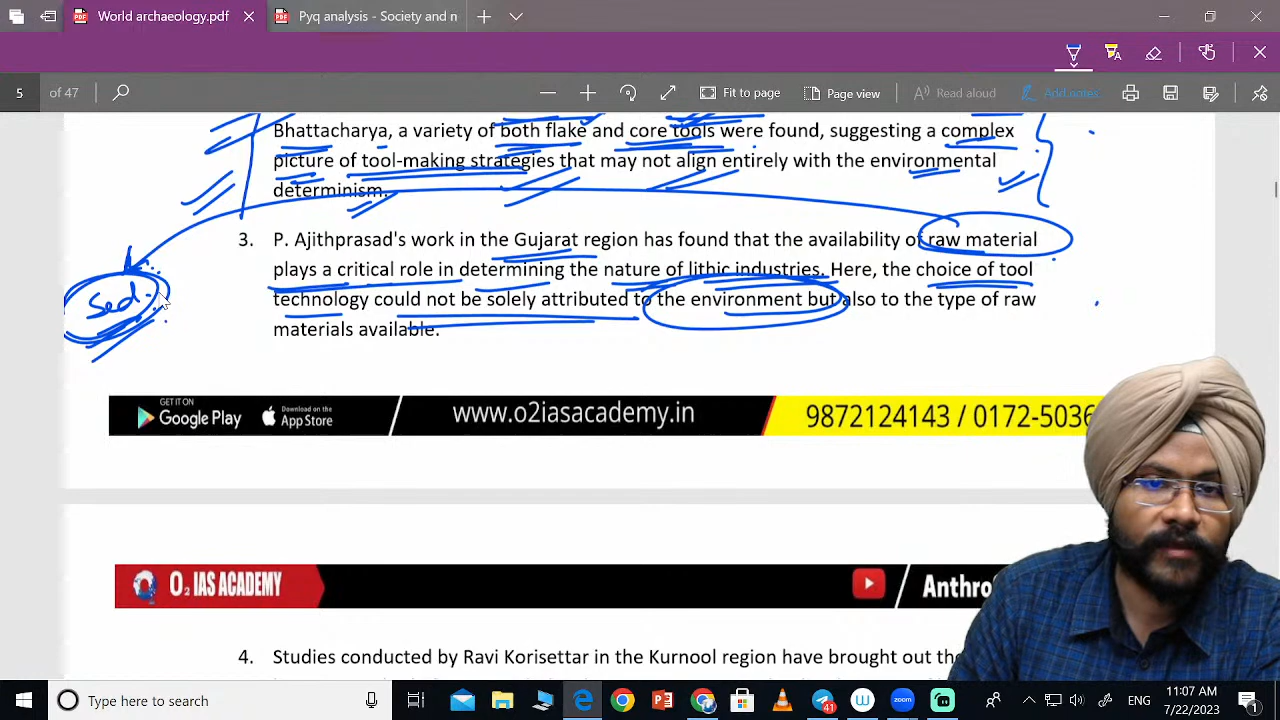 World archaeology.pdf
Pyq analysis - Society and n
5 of 47
Fit to page
Page view
Read aloud
Add notes
Bhattacharya, a variety of both flake and core tools were found, suggesting a complex
picture of tool-making strategies that may not align entirely with the environmental
determinism.
3. P. Ajithprasad's work in the Gujarat region has found that the availability of raw material
plays a critical role in determining the nature of lithic industries. Here, the choice of tool
technology could not be solely attributed to the environment but also to the type of raw
materials available.
Sed
GET IT ON
Google Play
Download on the
App Store
www.o2iasacademy.in
9872124143 / 0172-5036
O2 IAS ACADEMY
Anthro
4. Studies conducted by Ravi Korisettar in the Kurnool region have brought out the
Type here to search
41
ENG
11:07 AM
7/22/2023